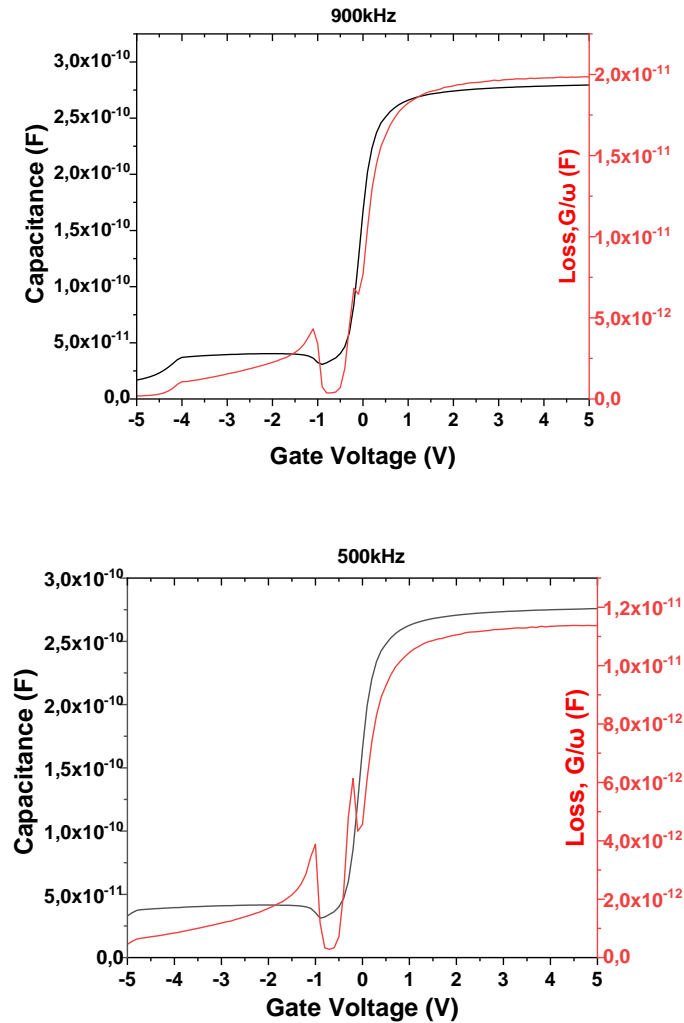 900kHz
3,0x10⁻¹⁰
2,5x10⁻¹⁰
2,0x10⁻¹⁰
1,5x10⁻¹⁰
1,0x10⁻¹⁰
5,0x10⁻¹¹
0,0
Capacitance (F)
2,0x10⁻¹¹
1,5x10⁻¹¹
1,0x10⁻¹¹
5,0x10⁻¹²
0,0
Loss,G/ω (F)
-5 -4 -3 -2 -1 0 1 2 3 4 5
Gate Voltage (V)
500kHz
3,0x10⁻¹⁰
2,5x10⁻¹⁰
2,0x10⁻¹⁰
1,5x10⁻¹⁰
1,0x10⁻¹⁰
5,0x10⁻¹¹
0,0
Capacitance (F)
1,2x10⁻¹¹
1,0x10⁻¹¹
8,0x10⁻¹²
6,0x10⁻¹²
4,0x10⁻¹²
2,0x10⁻¹²
0,0
Loss, G/ω (F)
-5 -4 -3 -2 -1 0 1 2 3 4 5
Gate Voltage (V)